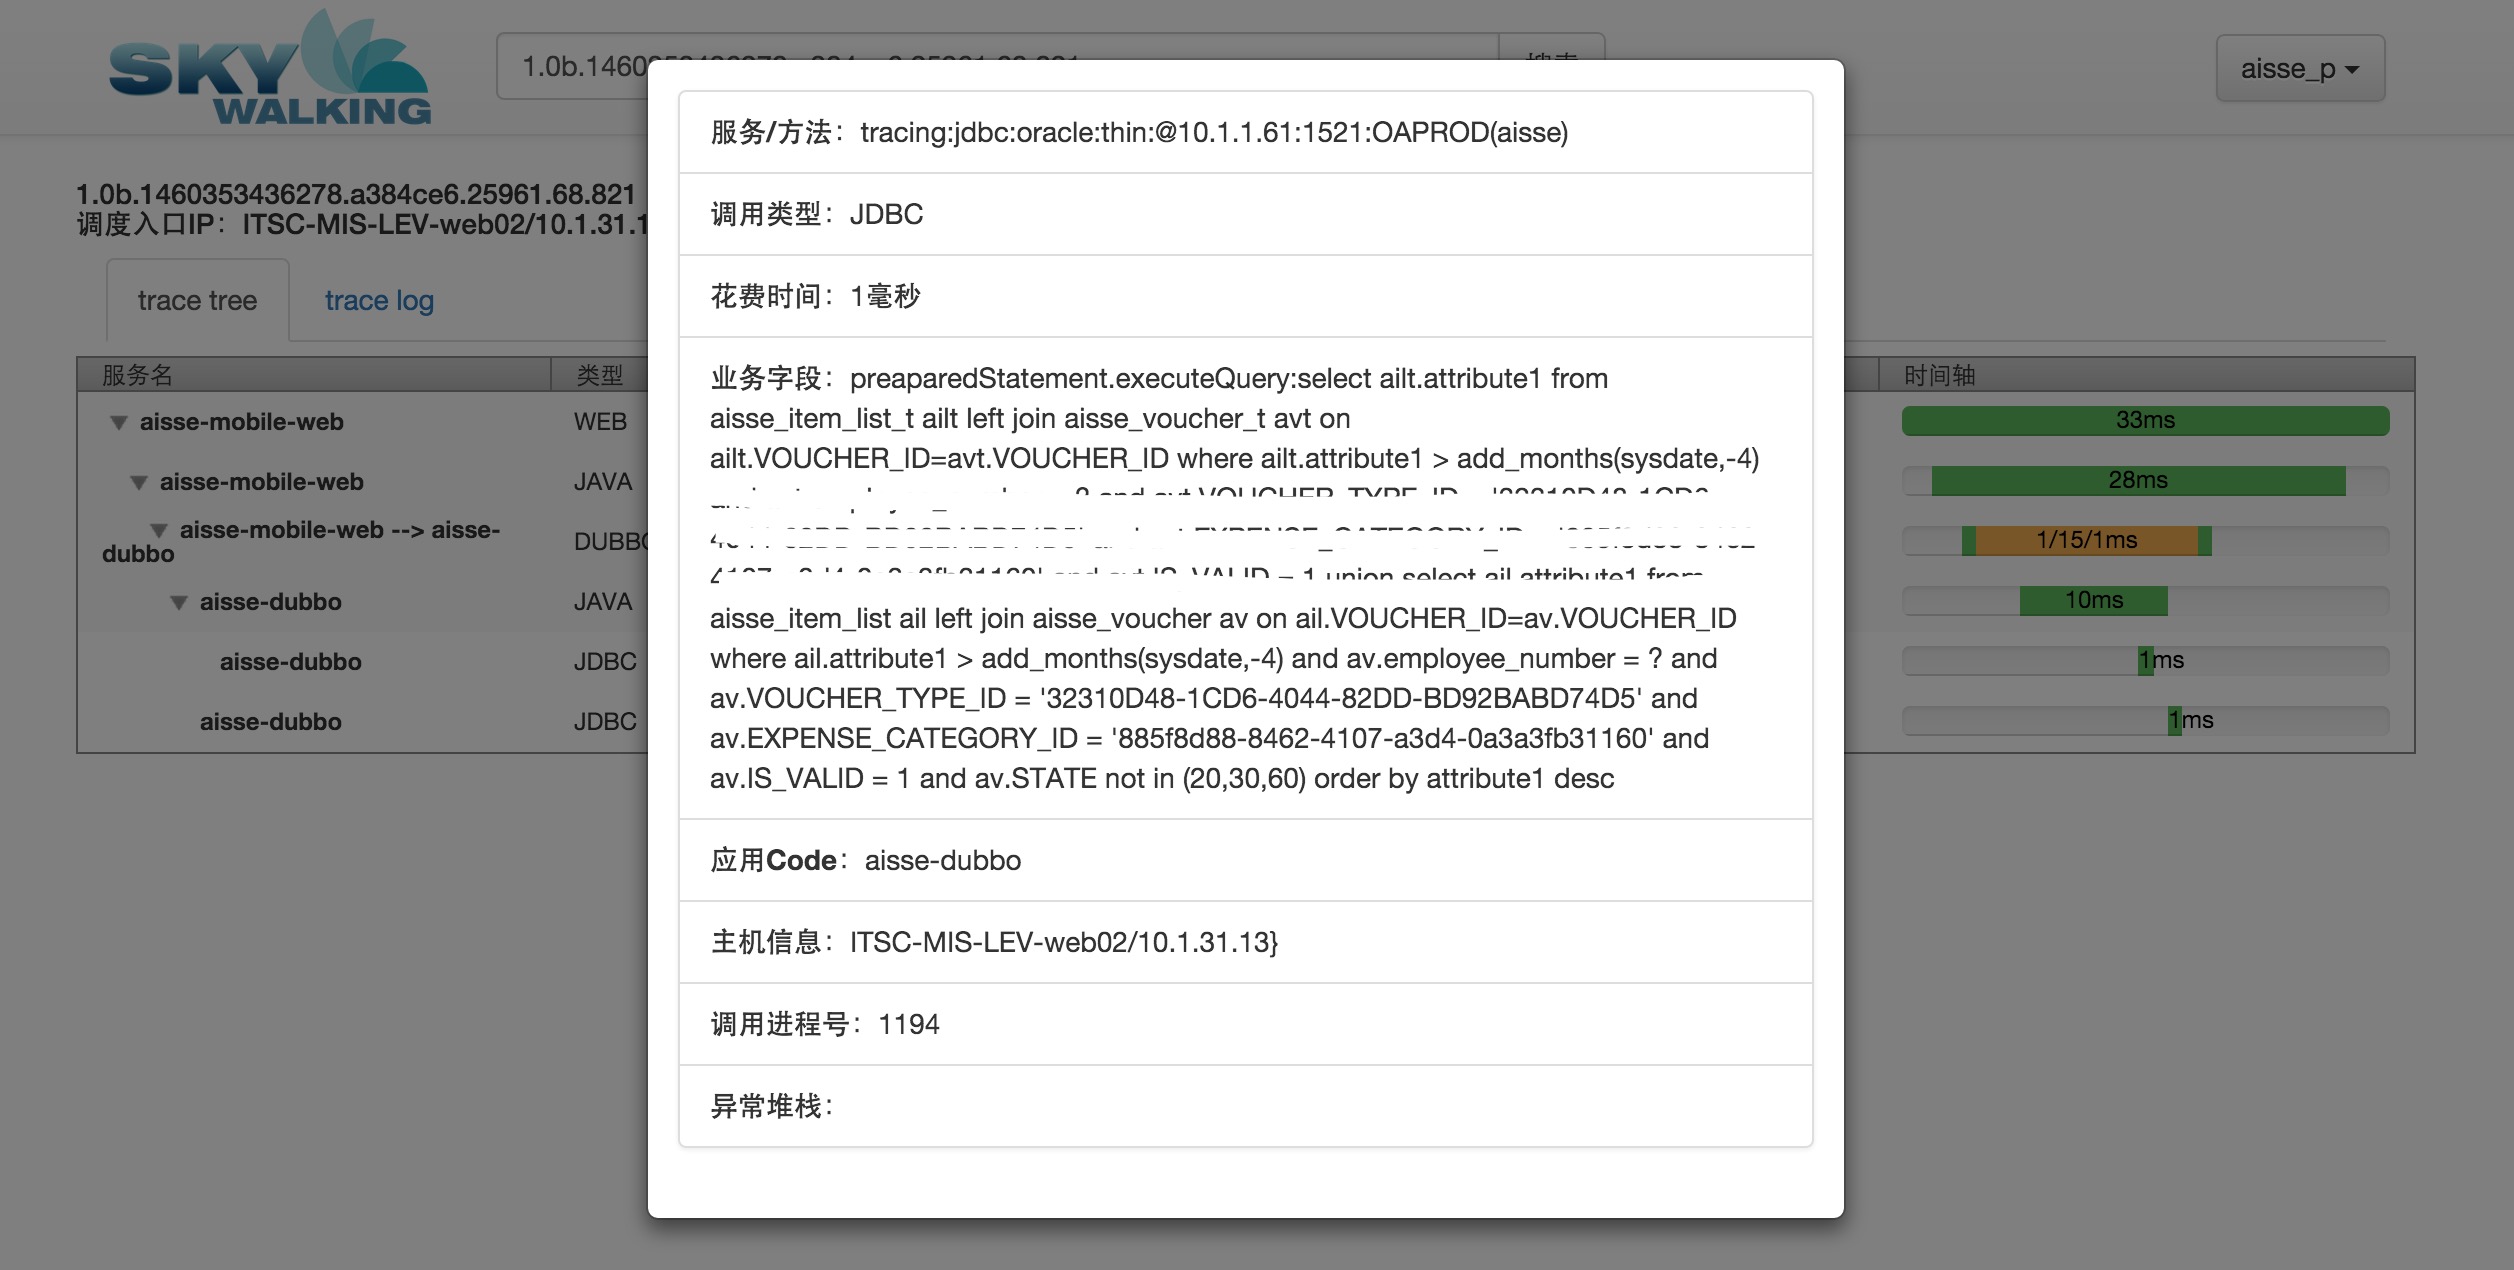 SKY
WALKING
aisse_p
1.0b.1460353436278.a384ce6.25961.68.821
调度入口IP：ITSC-MIS-LEV-web02/10.1.31.1
trace tree
trace log
服务名
类型
时间轴
aisse-mobile-web
WEB
33ms
aisse-mobile-web
JAVA
28ms
aisse-mobile-web --> aisse-
dubbo
DUBBO
1/15/1ms
aisse-dubbo
JAVA
10ms
aisse-dubbo
JDBC
1ms
aisse-dubbo
JDBC
1ms
服务/方法：tracing:jdbc:oracle:thin:@10.1.1.61:1521:OAPROD(aisse)
调用类型：JDBC
花费时间：1毫秒
业务字段：preaparedStatement.executeQuery:select ailt.attribute1 from
aisse_item_list_t ailt left join aisse_voucher_t avt on
ailt.VOUCHER_ID=avt.VOUCHER_ID where ailt.attribute1 > add_months(sysdate,-4)
= 1 union select ail.attribute1 from
aisse_item_list ail left join aisse_voucher av on ail.VOUCHER_ID=av.VOUCHER_ID
where ail.attribute1 > add_months(sysdate,-4) and av.employee_number = ? and
av.VOUCHER_TYPE_ID = '32310D48-1CD6-4044-82DD-BD92BABD74D5' and
av.EXPENSE_CATEGORY_ID = '885f8d88-8462-4107-a3d4-0a3a3fb31160' and
av.IS_VALID = 1 and av.STATE not in (20,30,60) order by attribute1 desc
应用Code：aisse-dubbo
主机信息：ITSC-MIS-LEV-web02/10.1.31.13}
调用进程号：1194
异常堆栈：